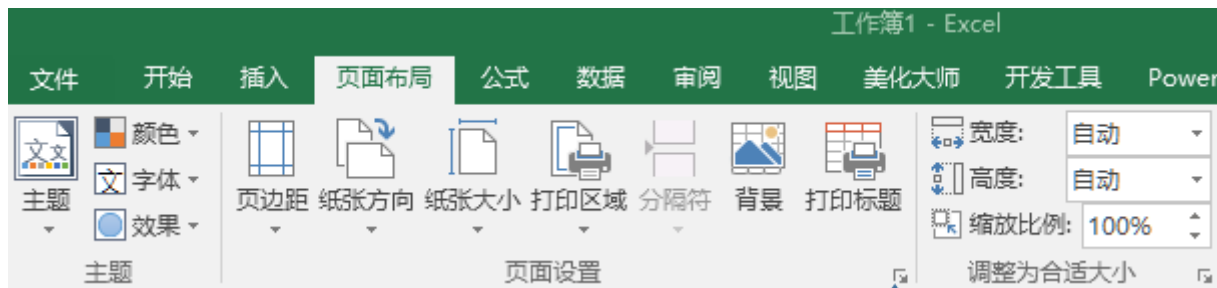 工作簿1 - Excel
文件 开始 插入 页面布局 公式 数据 审阅 视图 美化大师 开发工具 Power
文文 颜色 宽度: 自动
文 字体 高度: 自动
主题 页边距 纸张方向 纸张大小 打印区域 分隔符 背景 打印标题
效果 缩放比例: 100%
主题 页面设置 调整为合适大小